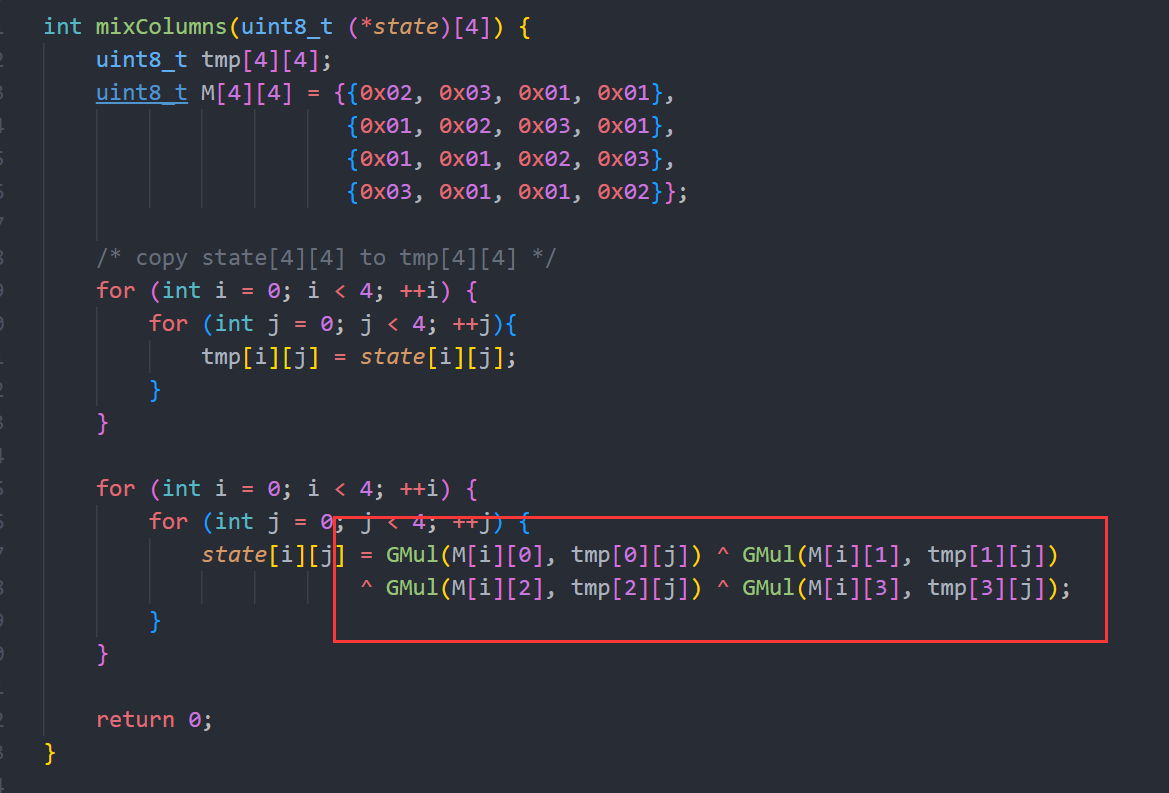 int mixColumns(uint8_t (*state)[4]) {
    uint8_t tmp[4][4];
    uint8_t M[4][4] = {{0x02, 0x03, 0x01, 0x01},
                       {0x01, 0x02, 0x03, 0x01},
                       {0x01, 0x01, 0x02, 0x03},
                       {0x03, 0x01, 0x01, 0x02}};
    /* copy state[4][4] to tmp[4][4] */
    for (int i = 0; i < 4; ++i) {
        for (int j = 0; j < 4; ++j){
            tmp[i][j] = state[i][j];
        }
    }
    for (int i = 0; i < 4; ++i) {
        for (int j = 0; j < 4; ++j) {
            state[i][j] = GMul(M[i][0], tmp[0][j]) ^ GMul(M[i][1], tmp[1][j])
                        ^ GMul(M[i][2], tmp[2][j]) ^ GMul(M[i][3], tmp[3][j]);
        }
    }
    return 0;
}